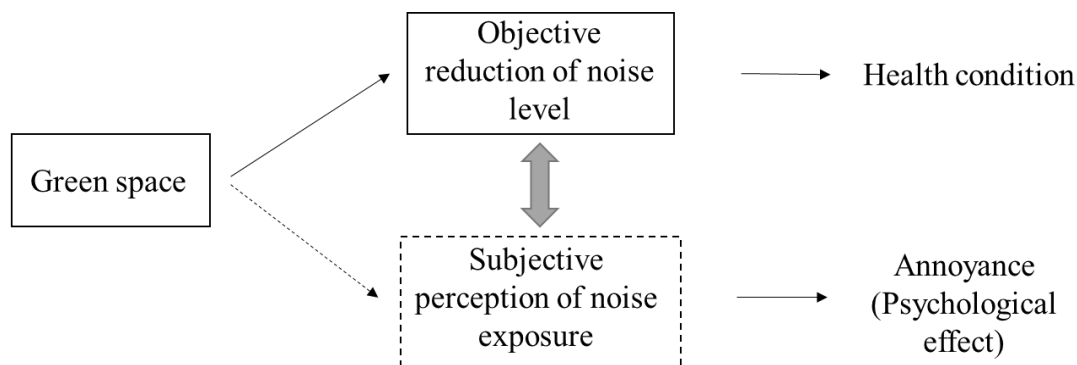 Objective
reduction of noise
level
Health condition
Green space
Subjective
perception of noise
exposure
Annoyance
(Psychological
effect)